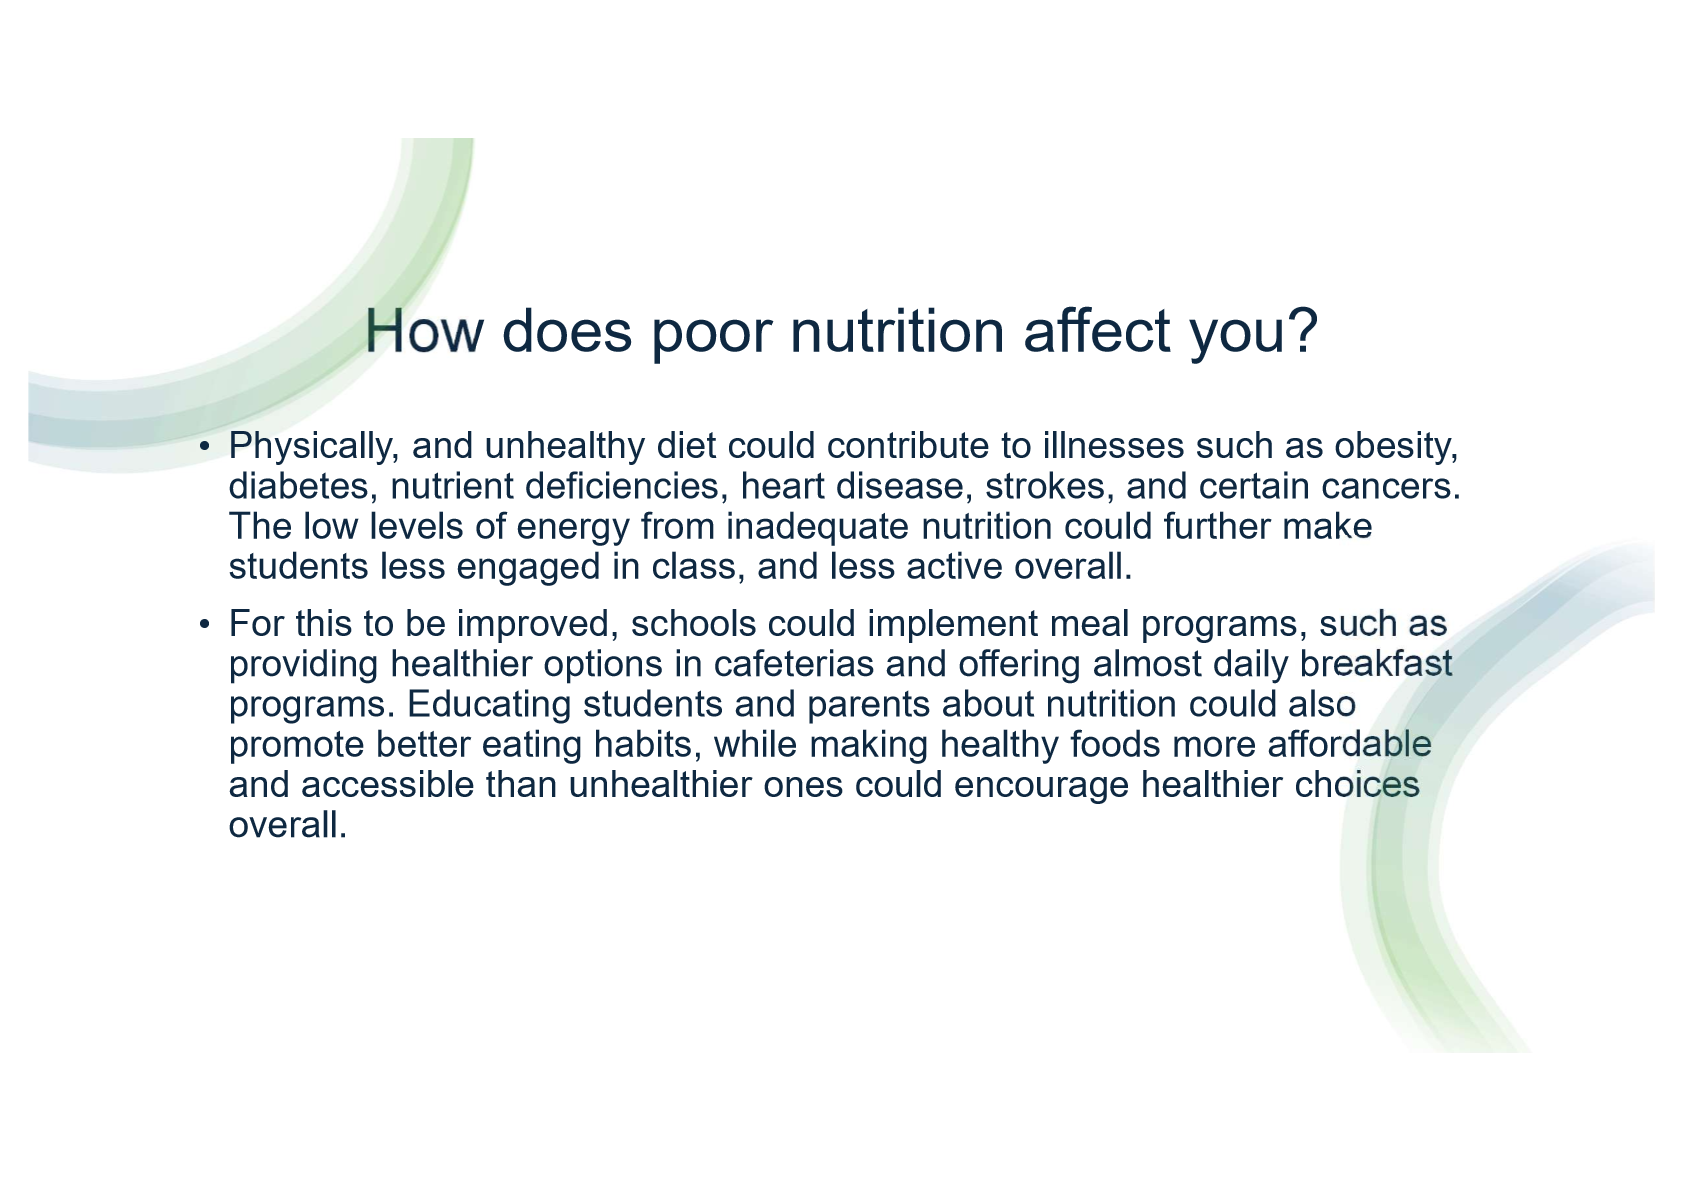 How does poor nutrition affect you?
• Physically, and unhealthy diet could contribute to illnesses such as obesity,
diabetes, nutrient deficiencies, heart disease, strokes, and certain cancers.
The low levels of energy from inadequate nutrition could further make
students less engaged in class, and less active overall.
• For this to be improved, schools could implement meal programs, such as
providing healthier options in cafeterias and offering almost daily breakfast
programs. Educating students and parents about nutrition could also
promote better eating habits, while making healthy foods more affordable
and accessible than unhealthier ones could encourage healthier choices
overall.